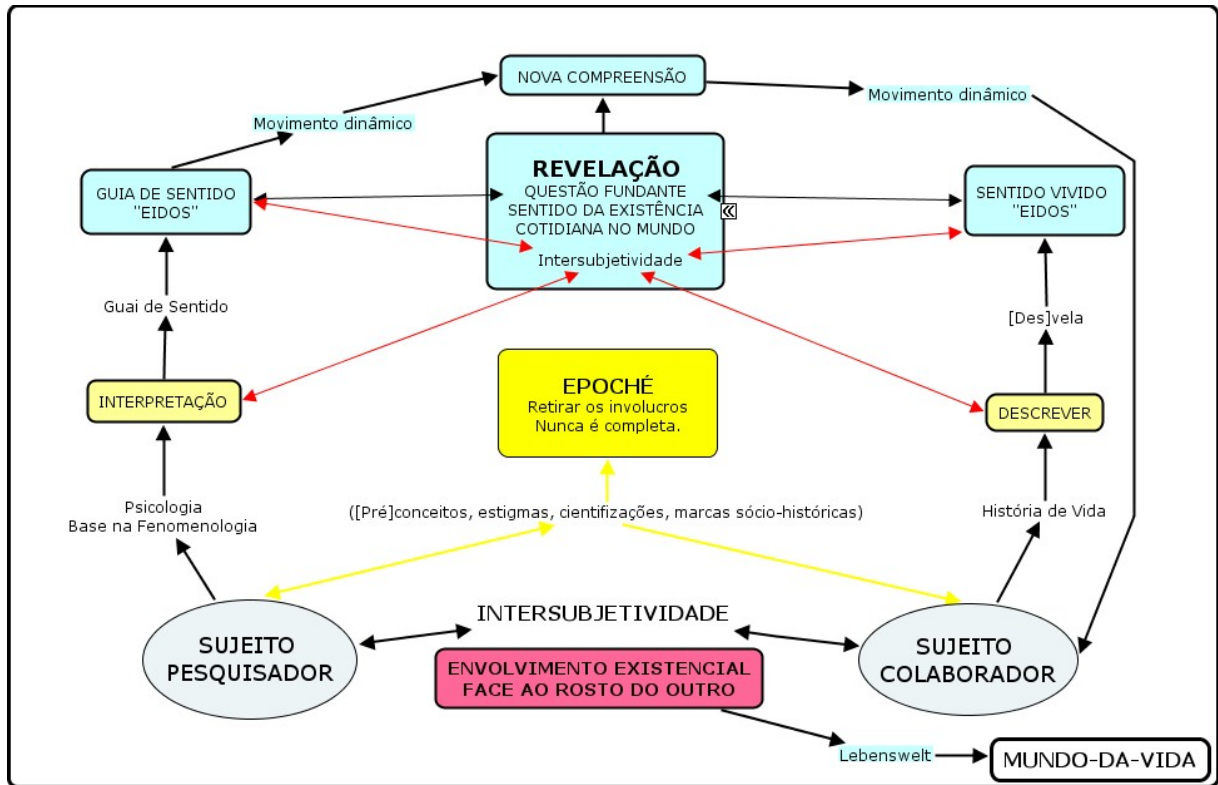 NOVA COMPREENSÃO
Movimento dinâmico
Movimento dinâmico
REVELAÇÃO
QUESTÃO FUNDANTE
SENTIDO DA EXISTÊNCIA
COTIDIANA NO MUNDO
Intersubjetividade
GUIA DE SENTIDO
"EIDOS"
SENTIDO VIVIDO
"EIDOS"
Guai de Sentido
[Des]vela
INTERPRETAÇÃO
EPOCHÉ
Retirar os involucros
Nunca é completa.
DESCREVER
Psicologia
Base na Fenomenologia
([Pré]conceitos, estigmas, cientifizações, marcas sócio-históricas)
História de Vida
SUJEITO
PESQUISADOR
INTERSUBJETIVIDADE
SUJEITO
COLABORADOR
ENVOLVIMENTO EXISTENCIAL
FACE AO ROSTO DO OUTRO
Lebenswelt
MUNDO-DA-VIDA